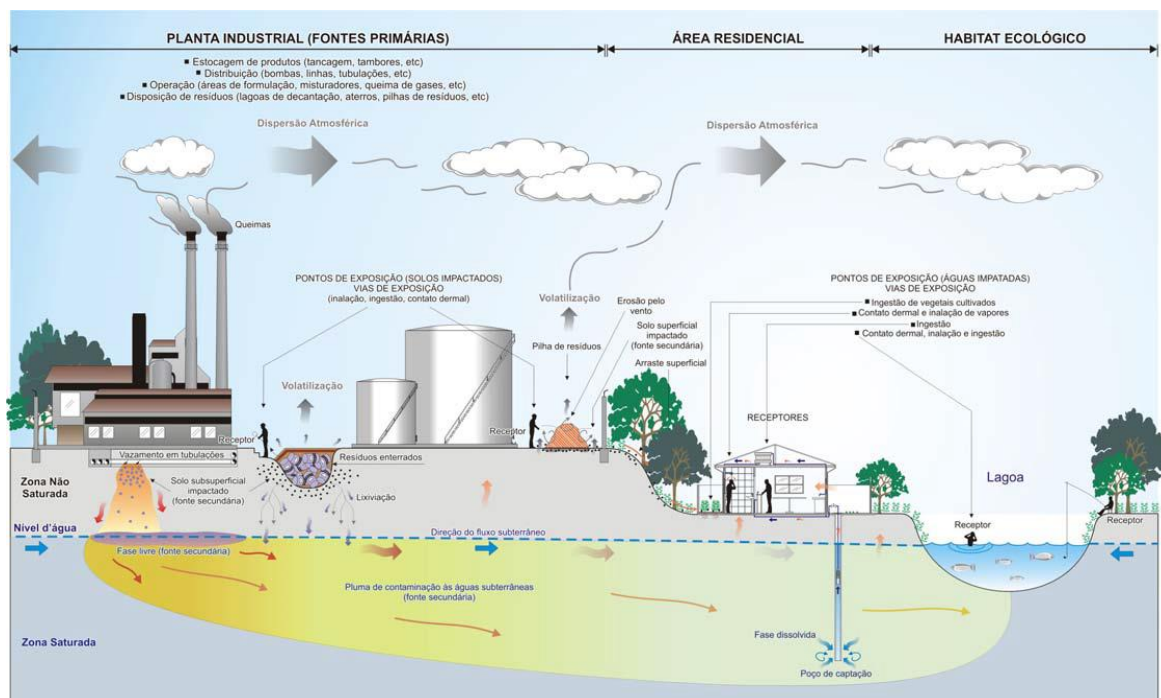 PLANTA INDUSTRIAL (FONTES PRIMÁRIAS)
ÁREA RESIDENCIAL
HABITAT ECOLÓGICO
■ Estocagem de produtos (tancagem, tambores, etc)
■ Distribuição (bombas, linhas, tubulações, etc)
■ Operação (áreas de formulação, misturadores, queima de gases, etc)
■ Disposição de resíduos (lagoas de decantação, aterros, pilhas de resíduos, etc)
Dispersão Atmosférica
Dispersão Atmosférica
Queimas
PONTOS DE EXPOSIÇÃO (SOLOS IMPACTADOS)
VIAS DE EXPOSIÇÃO
(inalação, ingestão, contato dermal)
Volatilização
Erosão pelo
vento
Solo superficial
impactado
(fonte secundária)
Pilha de resíduos
Arraste superficial
PONTOS DE EXPOSIÇÃO (ÁGUAS IMPATADAS)
VIAS DE EXPOSIÇÃO
■ Ingestão de vegetais cultivados
■ Contato dermal e inalação de vapores
■ Ingestão
■ Contato dermal, inalação e ingestão
Volatilização
RECEPTORES
Receptor
Receptor
Vazamento em tubulações
Resíduos enterrados
Zona Não
Saturada
Solo subsuperficial
impactado
(fonte secundária)
Lixiviação
Lagoa
Receptor
Receptor
Nível d'água
Direção do fluxo subterrâneo
Fase livre (fonte secundária)
Pluma de contaminação às águas subterrâneas
(fonte secundária)
Zona Saturada
Fase dissolvida
Poço de captação